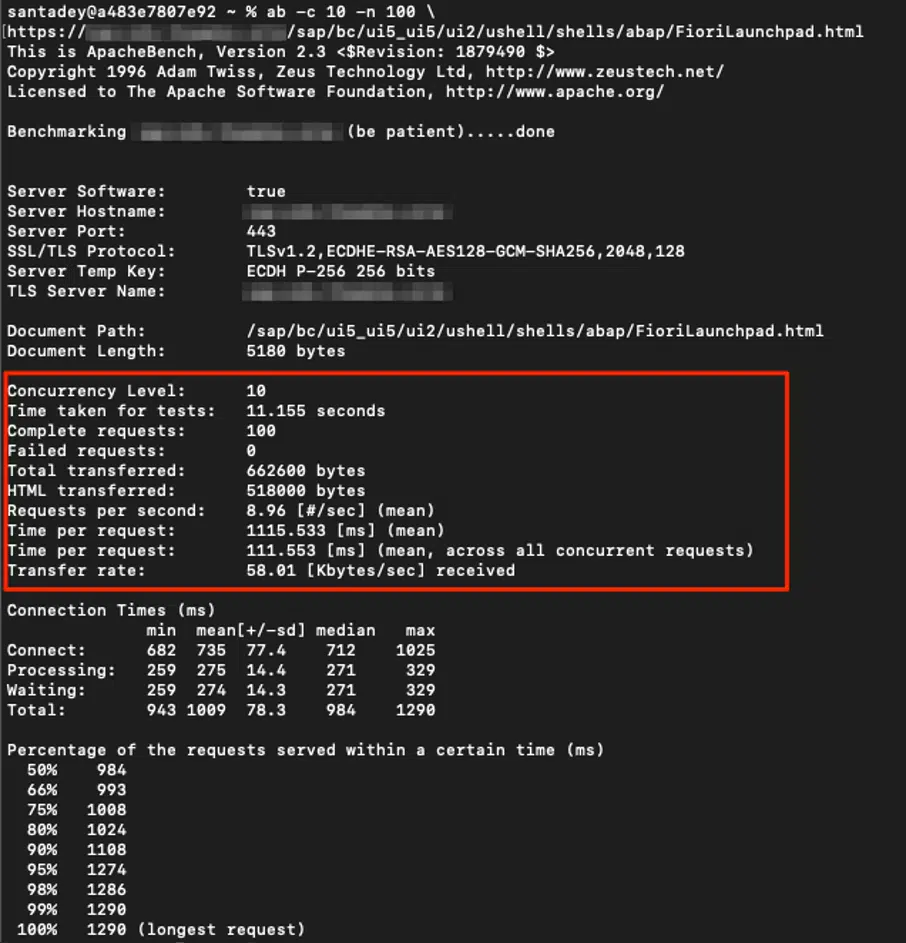 santadey@a483e7807e92 ~ % ab -c 10 -n 100 \
[https:// /sap/bc/ui5_ui5/ui2/ushell/shells/abap/FioriLaunchpad.html
This is ApacheBench, Version 2.3 <$Revision: 1879490 $>
Copyright 1996 Adam Twiss, Zeus Technology Ltd, http://www.zeustech.net/
Licensed to The Apache Software Foundation, http://www.apache.org/
Benchmarking (be patient).....done
Server Software: true
Server Hostname:
Server Port: 443
SSL/TLS Protocol: TLSv1.2,ECDHE-RSA-AES128-GCM-SHA256,2048,128
Server Temp Key: ECDH P-256 256 bits
TLS Server Name:
Document Path: /sap/bc/ui5_ui5/ui2/ushell/shells/abap/FioriLaunchpad.html
Document Length: 5180 bytes
Concurrency Level: 10
Time taken for tests: 11.155 seconds
Complete requests: 100
Failed requests: 0
Total transferred: 662600 bytes
HTML transferred: 518000 bytes
Requests per second: 8.96 [#/sec] (mean)
Time per request: 1115.533 [ms] (mean)
Time per request: 111.553 [ms] (mean, across all concurrent requests)
Transfer rate: 58.01 [Kbytes/sec] received
Connection Times (ms)
min mean[+/-sd] median max
Connect: 682 735 77.4 712 1025
Processing: 259 275 14.4 271 329
Waiting: 259 274 14.3 271 329
Total: 943 1009 78.3 984 1290
Percentage of the requests served within a certain time (ms)
50% 984
66% 993
75% 1008
80% 1024
90% 1108
95% 1274
98% 1286
99% 1290
100% 1290 (longest request)